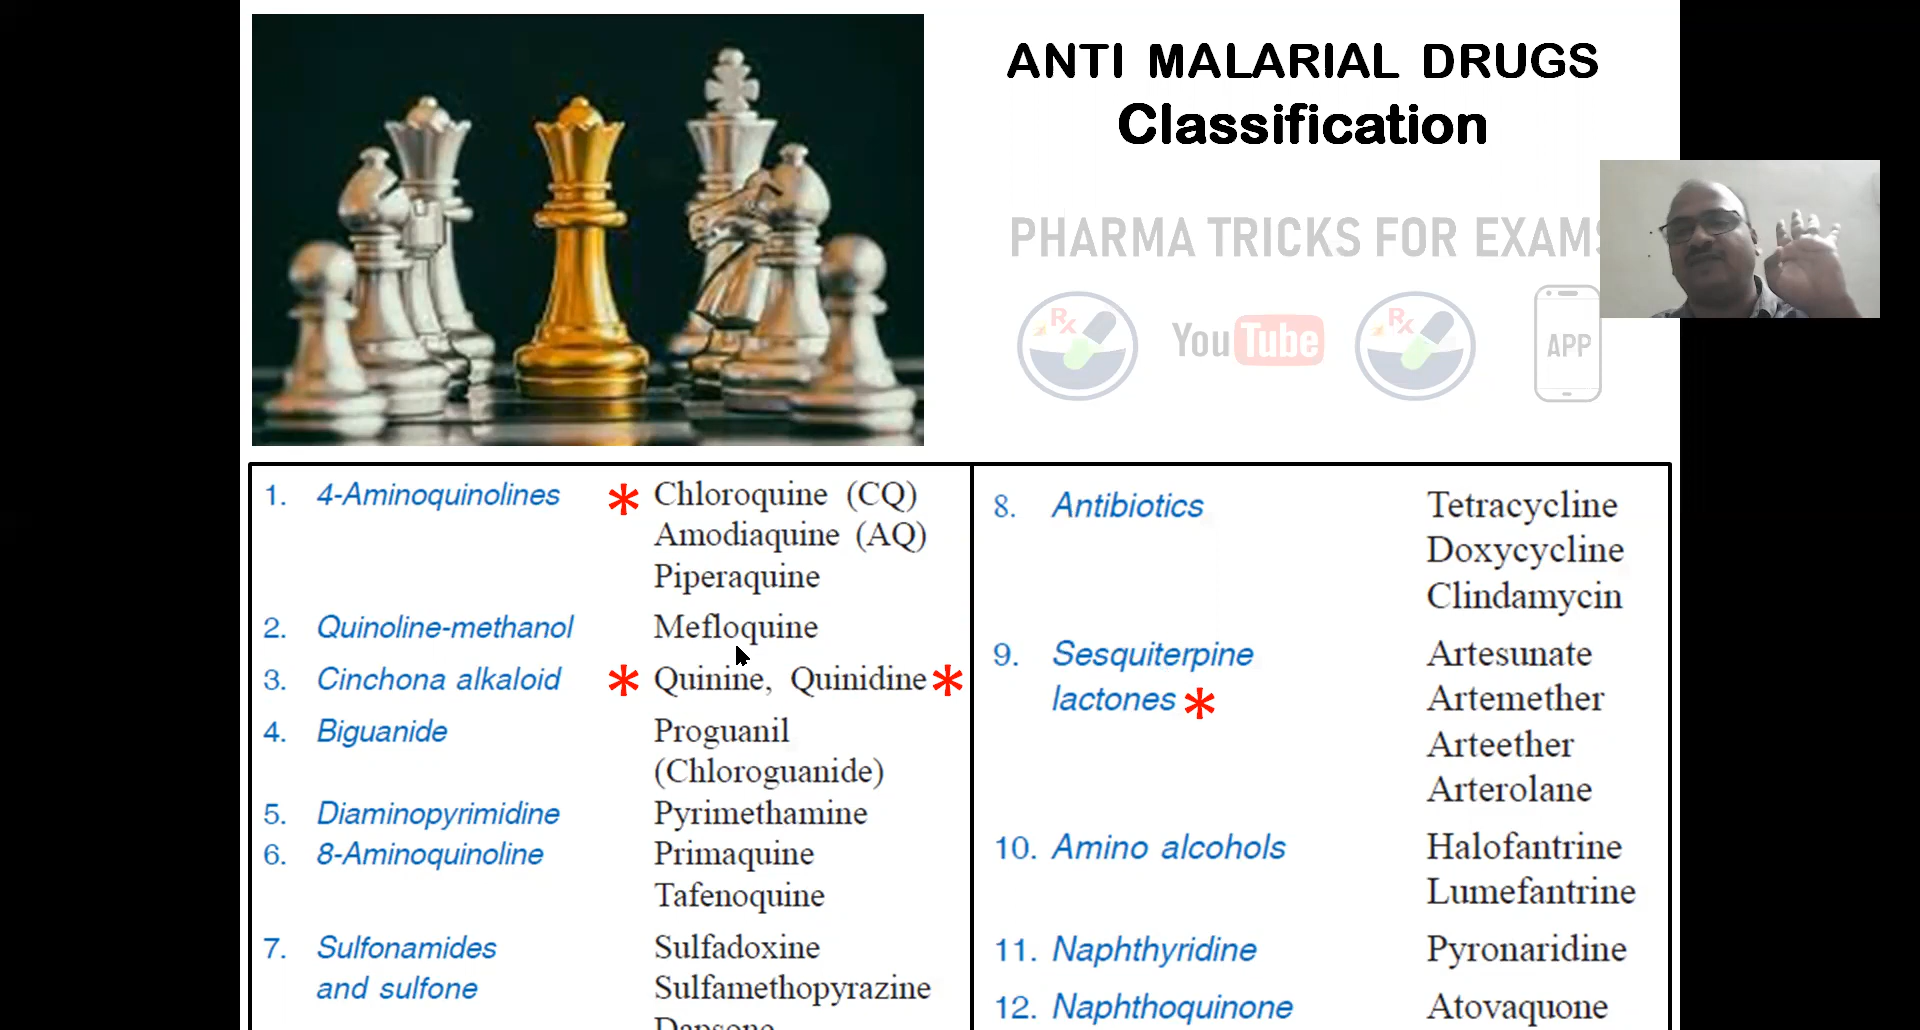 ANTI MALARIAL DRUGS
Classification
PHARMA TRICKS FOR EXAMS
Rx
YouTube
Rx
APP
1. 4-Aminoquinolines * Chloroquine (CQ)
Amodiaquine (AQ)
Piperaquine
2. Quinoline-methanol Mefloquine
3. Cinchona alkaloid * Quinine, Quinidine *
4. Biguanide Proguanil
(Chloroguanide)
5. Diaminopyrimidine Pyrimethamine
6. 8-Aminoquinoline Primaquine
Tafenoquine
7. Sulfonamides Sulfadoxine
and sulfone Sulfamethopyrazine
Dapsone
8. Antibiotics Tetracycline
Doxycycline
Clindamycin
9. Sesquiterpine Artesunate
lactones * Artemether
Arteether
Arterolane
10. Amino alcohols Halofantrine
Lumefantrine
11. Naphthyridine Pyronaridine
12. Naphthoquinone Atovaquone